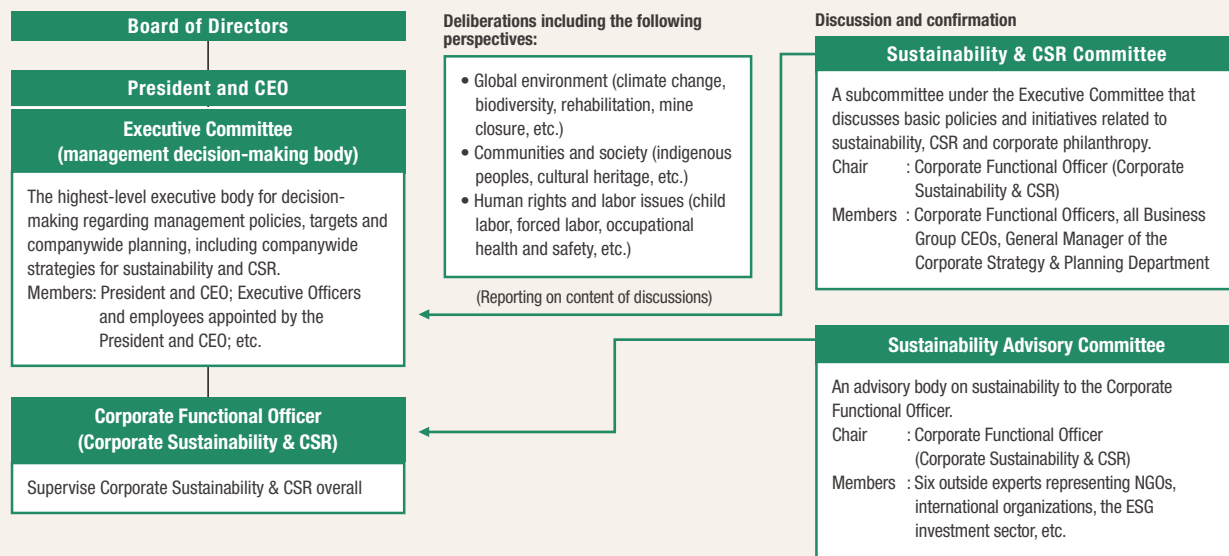 Board of Directors
President and CEO
Executive Committee
(management decision-making body)
The highest-level executive body for decision-
making regarding management policies, targets and
companywide planning, including companywide
strategies for sustainability and CSR.
Members: President and CEO; Executive Officers
and employees appointed by the
President and CEO; etc.
Corporate Functional Officer
(Corporate Sustainability & CSR)
Supervise Corporate Sustainability & CSR overall
Deliberations including the following
perspectives:
• Global environment (climate change,
biodiversity, rehabilitation, mine
closure, etc.)
• Communities and society (indigenous
peoples, cultural heritage, etc.)
• Human rights and labor issues (child
labor, forced labor, occupational
health and safety, etc.)
(Reporting on content of discussions)
Discussion and confirmation
Sustainability & CSR Committee
A subcommittee under the Executive Committee that
discusses basic policies and initiatives related to
sustainability, CSR and corporate philanthropy.
Chair : Corporate Functional Officer (Corporate
Sustainability & CSR)
Members : Corporate Functional Officers, all Business
Group CEOs, General Manager of the
Corporate Strategy & Planning Department
Sustainability Advisory Committee
An advisory body on sustainability to the Corporate
Functional Officer.
Chair : Corporate Functional Officer
(Corporate Sustainability & CSR)
Members : Six outside experts representing NGOs,
international organizations, the ESG
investment sector, etc.